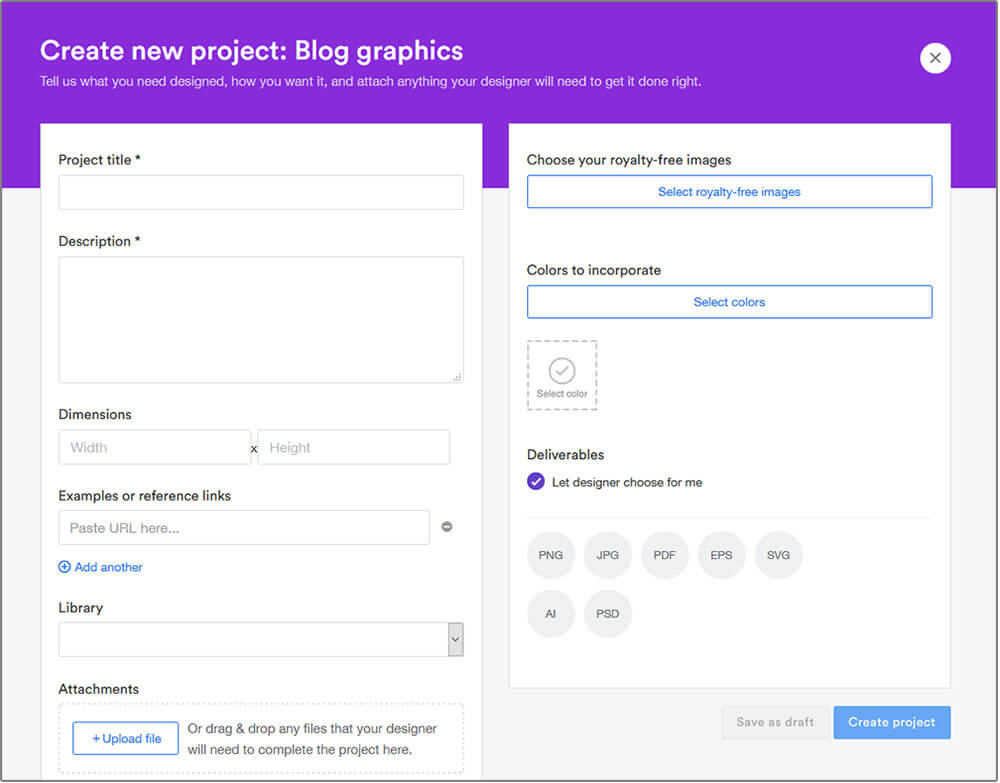 Create new project: Blog graphics
Tell us what you need designed, how you want it, and attach anything your designer will need to get it done right.
Project title *
Description *
Dimensions
Width x Height
Examples or reference links
Paste URL here...
Add another
Library
Attachments
+ Upload file
Or drag & drop any files that your designer
will need to complete the project here.
Choose your royalty-free images
Select royalty-free images
Colors to incorporate
Select colors
Select color
Deliverables
Let designer choose for me
PNG JPG PDF EPS SVG
AI PSD
Save as draft Create project